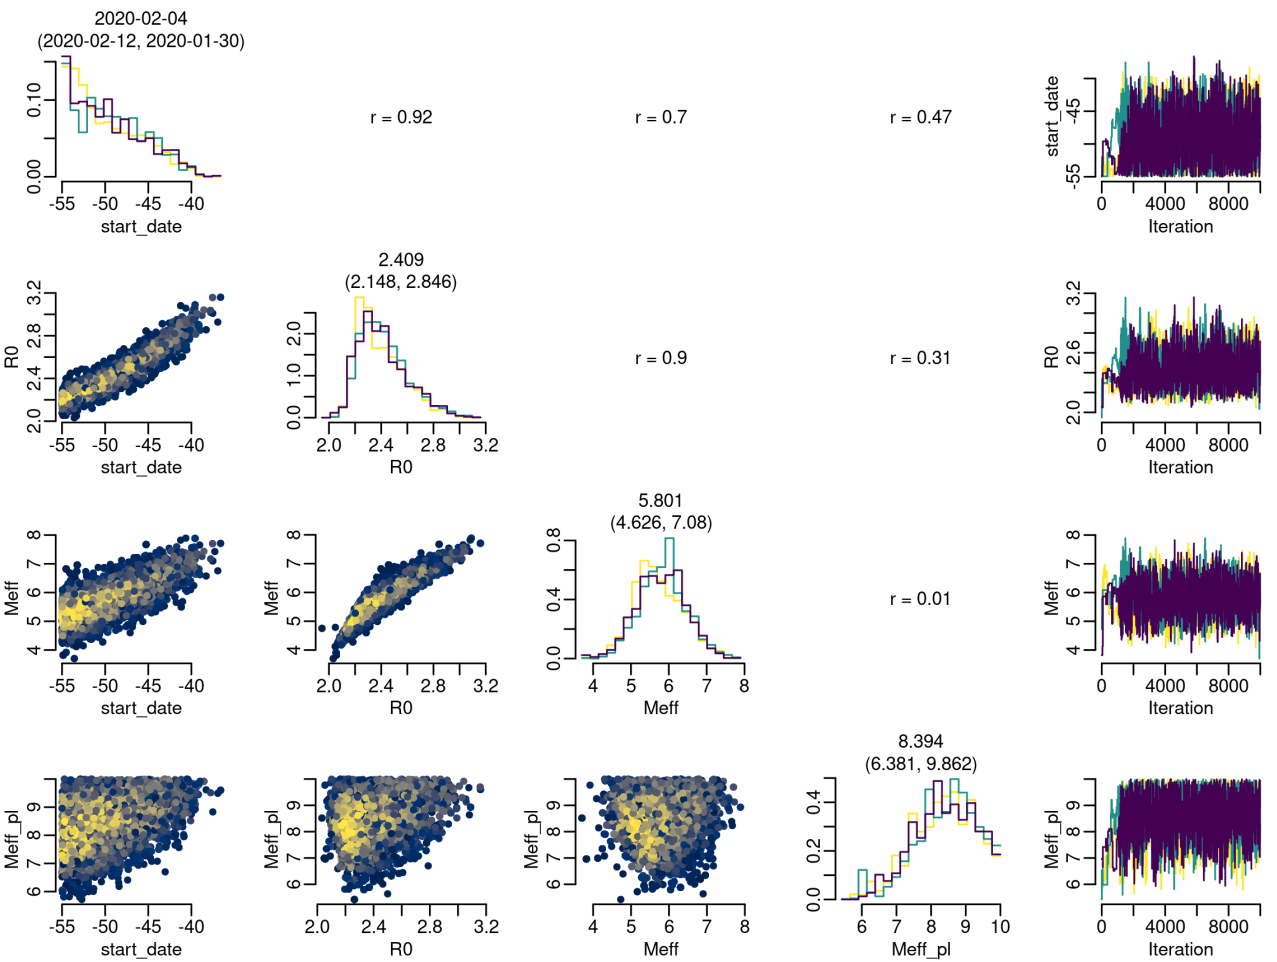 2020-02-04
(2020-02-12, 2020-01-30)
0.00 0.10
-55 -50 -45 -40
start_date
r = 0.92
r = 0.7
r = 0.47
start_date
-55 -45
0 4000 8000
Iteration
R0
2.0 2.4 2.8 3.2
-55 -50 -45 -40
start_date
2.409
(2.148, 2.846)
0.0 1.0 2.0
2.0 2.4 2.8 3.2
R0
r = 0.9
r = 0.31
R0
2.0 2.6 3.2
0 4000 8000
Iteration
Meff
4 5 6 7 8
-55 -50 -45 -40
start_date
Meff
4 5 6 7 8
2.0 2.4 2.8 3.2
R0
5.801
(4.626, 7.08)
0.0 0.4 0.8
4 5 6 7 8
Meff
r = 0.01
Meff
4 5 6 7 8
0 4000 8000
Iteration
Meff_pl
6 7 8 9
-55 -50 -45 -40
start_date
Meff_pl
6 7 8 9
2.0 2.4 2.8 3.2
R0
Meff_pl
6 7 8 9
4 5 6 7 8
Meff
8.394
(6.381, 9.862)
0.0 0.2 0.4
6 7 8 9 10
Meff_pl
Meff_pl
6 7 8 9
0 4000 8000
Iteration